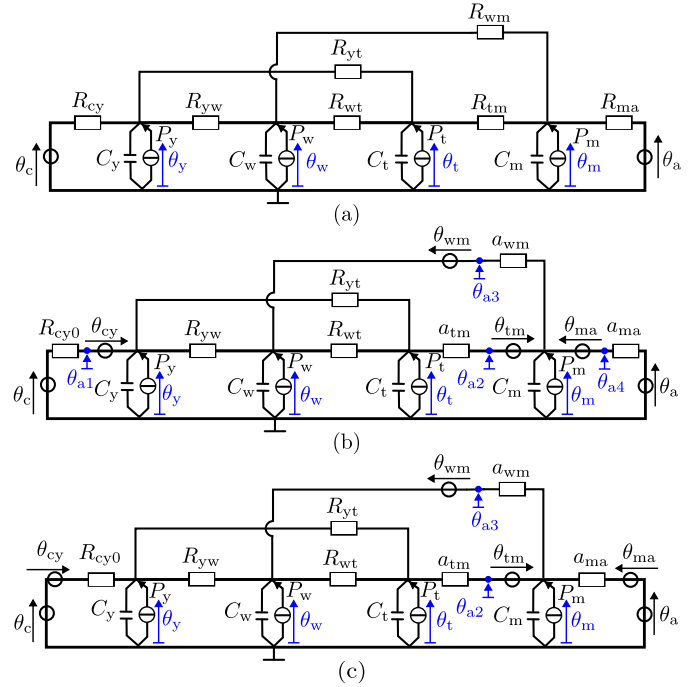 R_wm
R_yt
R_cy R_yw R_wt R_tm R_ma
P_y P_w P_t P_m
θ_c C_y θ_y C_w θ_w C_t θ_t C_m θ_m θ_a
(a)
θ_wm a_wm
R_yt θ_a3
R_cy0 θ_cy R_yw R_wt a_tm θ_tm θ_ma a_ma
θ_a1 P_y P_w P_t θ_a2 P_m θ_a4
θ_c C_y θ_y C_w θ_w C_t θ_t C_m θ_m θ_a
(b)
θ_wm a_wm
R_yt θ_a3
θ_cy R_cy0 R_yw R_wt a_tm θ_tm a_ma θ_ma
P_y P_w P_t θ_a2 P_m
θ_c C_y θ_y C_w θ_w C_t θ_t C_m θ_m θ_a
(c)